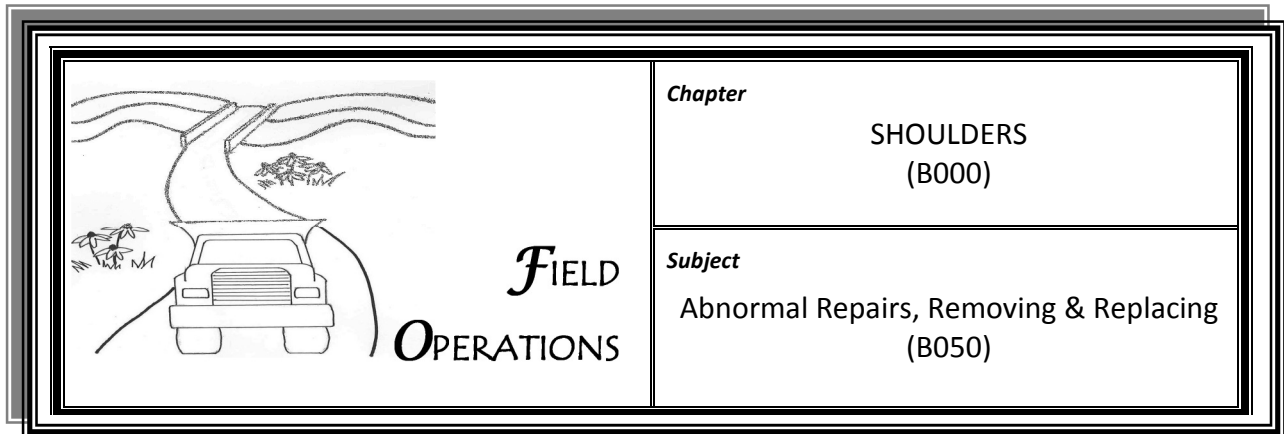 FIELD
OPERATIONS
Chapter
SHOULDERS
(B000)
Subject
Abnormal Repairs, Removing & Replacing
(B050)